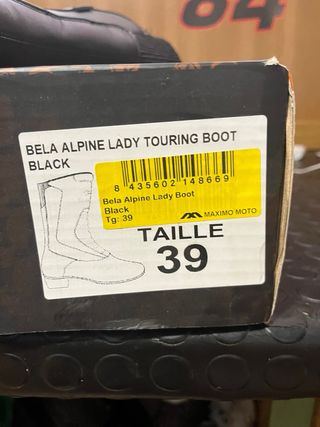 84
BELA ALPINE LADY TOURING BOOT
BLACK
8 435602 148669
Bela Alpine Lady Boot
Black
Tg: 39
MAXIMO MOTO
TAILLE
39